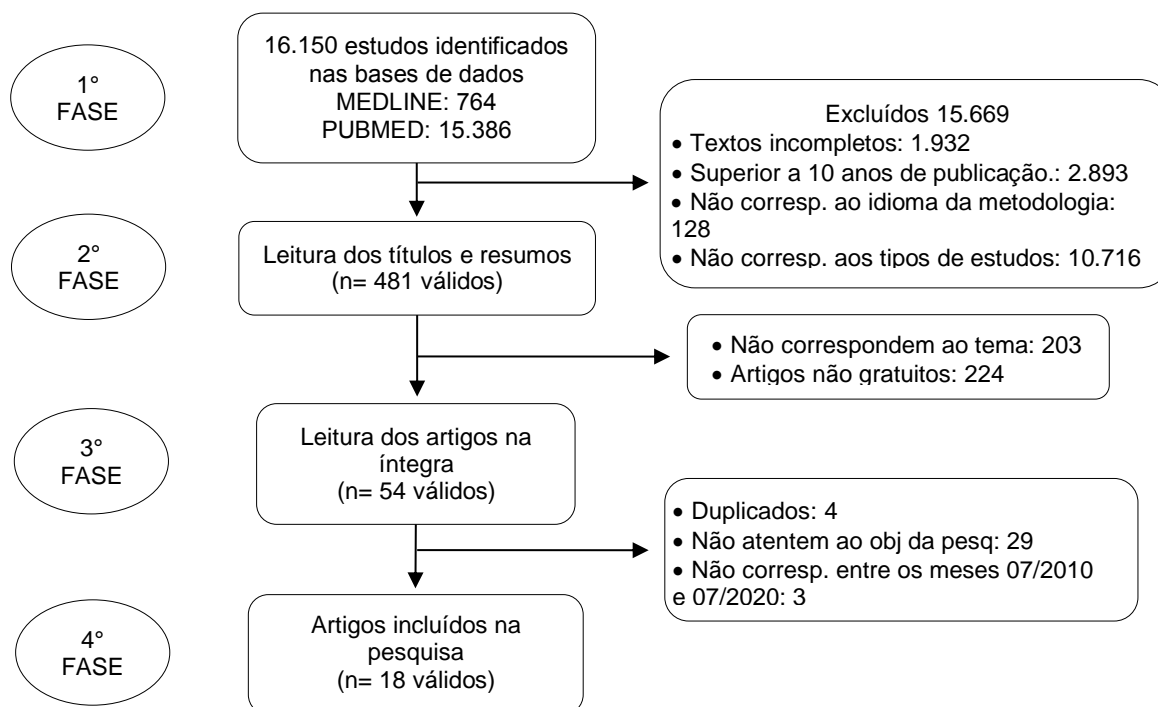 1°
FASE
16.150 estudos identificados
nas bases de dados
MEDLINE: 764
PUBMED: 15.386
Excluídos 15.669
• Textos incompletos: 1.932
• Superior a 10 anos de publicação.: 2.893
• Não corresp. ao idioma da metodologia:
128
• Não corresp. aos tipos de estudos: 10.716
2°
FASE
Leitura dos títulos e resumos
(n= 481 válidos)
• Não correspondem ao tema: 203
• Artigos não gratuitos: 224
3°
FASE
Leitura dos artigos na
íntegra
(n= 54 válidos)
• Duplicados: 4
• Não atentem ao obj da pesq: 29
• Não corresp. entre os meses 07/2010
e 07/2020: 3
4°
FASE
Artigos incluídos na
pesquisa
(n= 18 válidos)